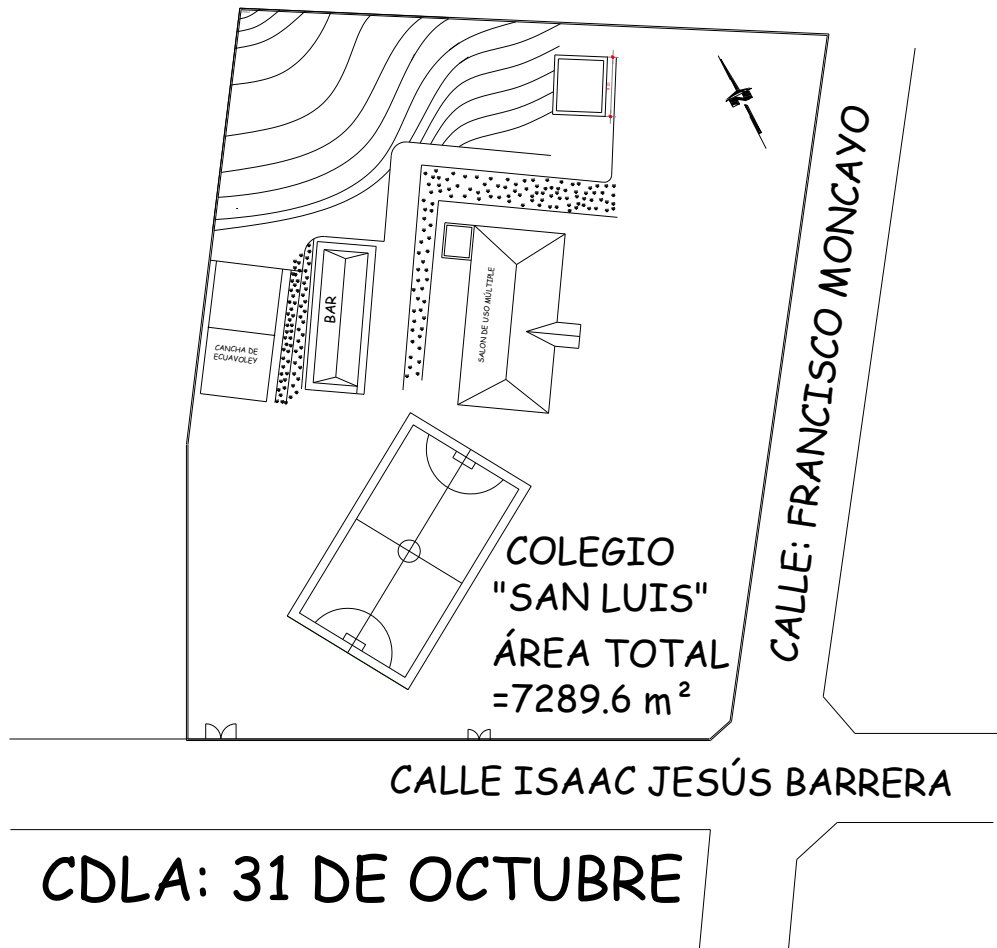 CALLE: FRANCISCO MONCAYO
SALON DE USO MÚLTIPLE
BAR
CANCHA DE
ECUAVOLEY
COLEGIO
"SAN LUIS"
ÁREA TOTAL
=7289.6 m²
CALLE ISAAC JESÚS BARRERA
CDLA: 31 DE OCTUBRE